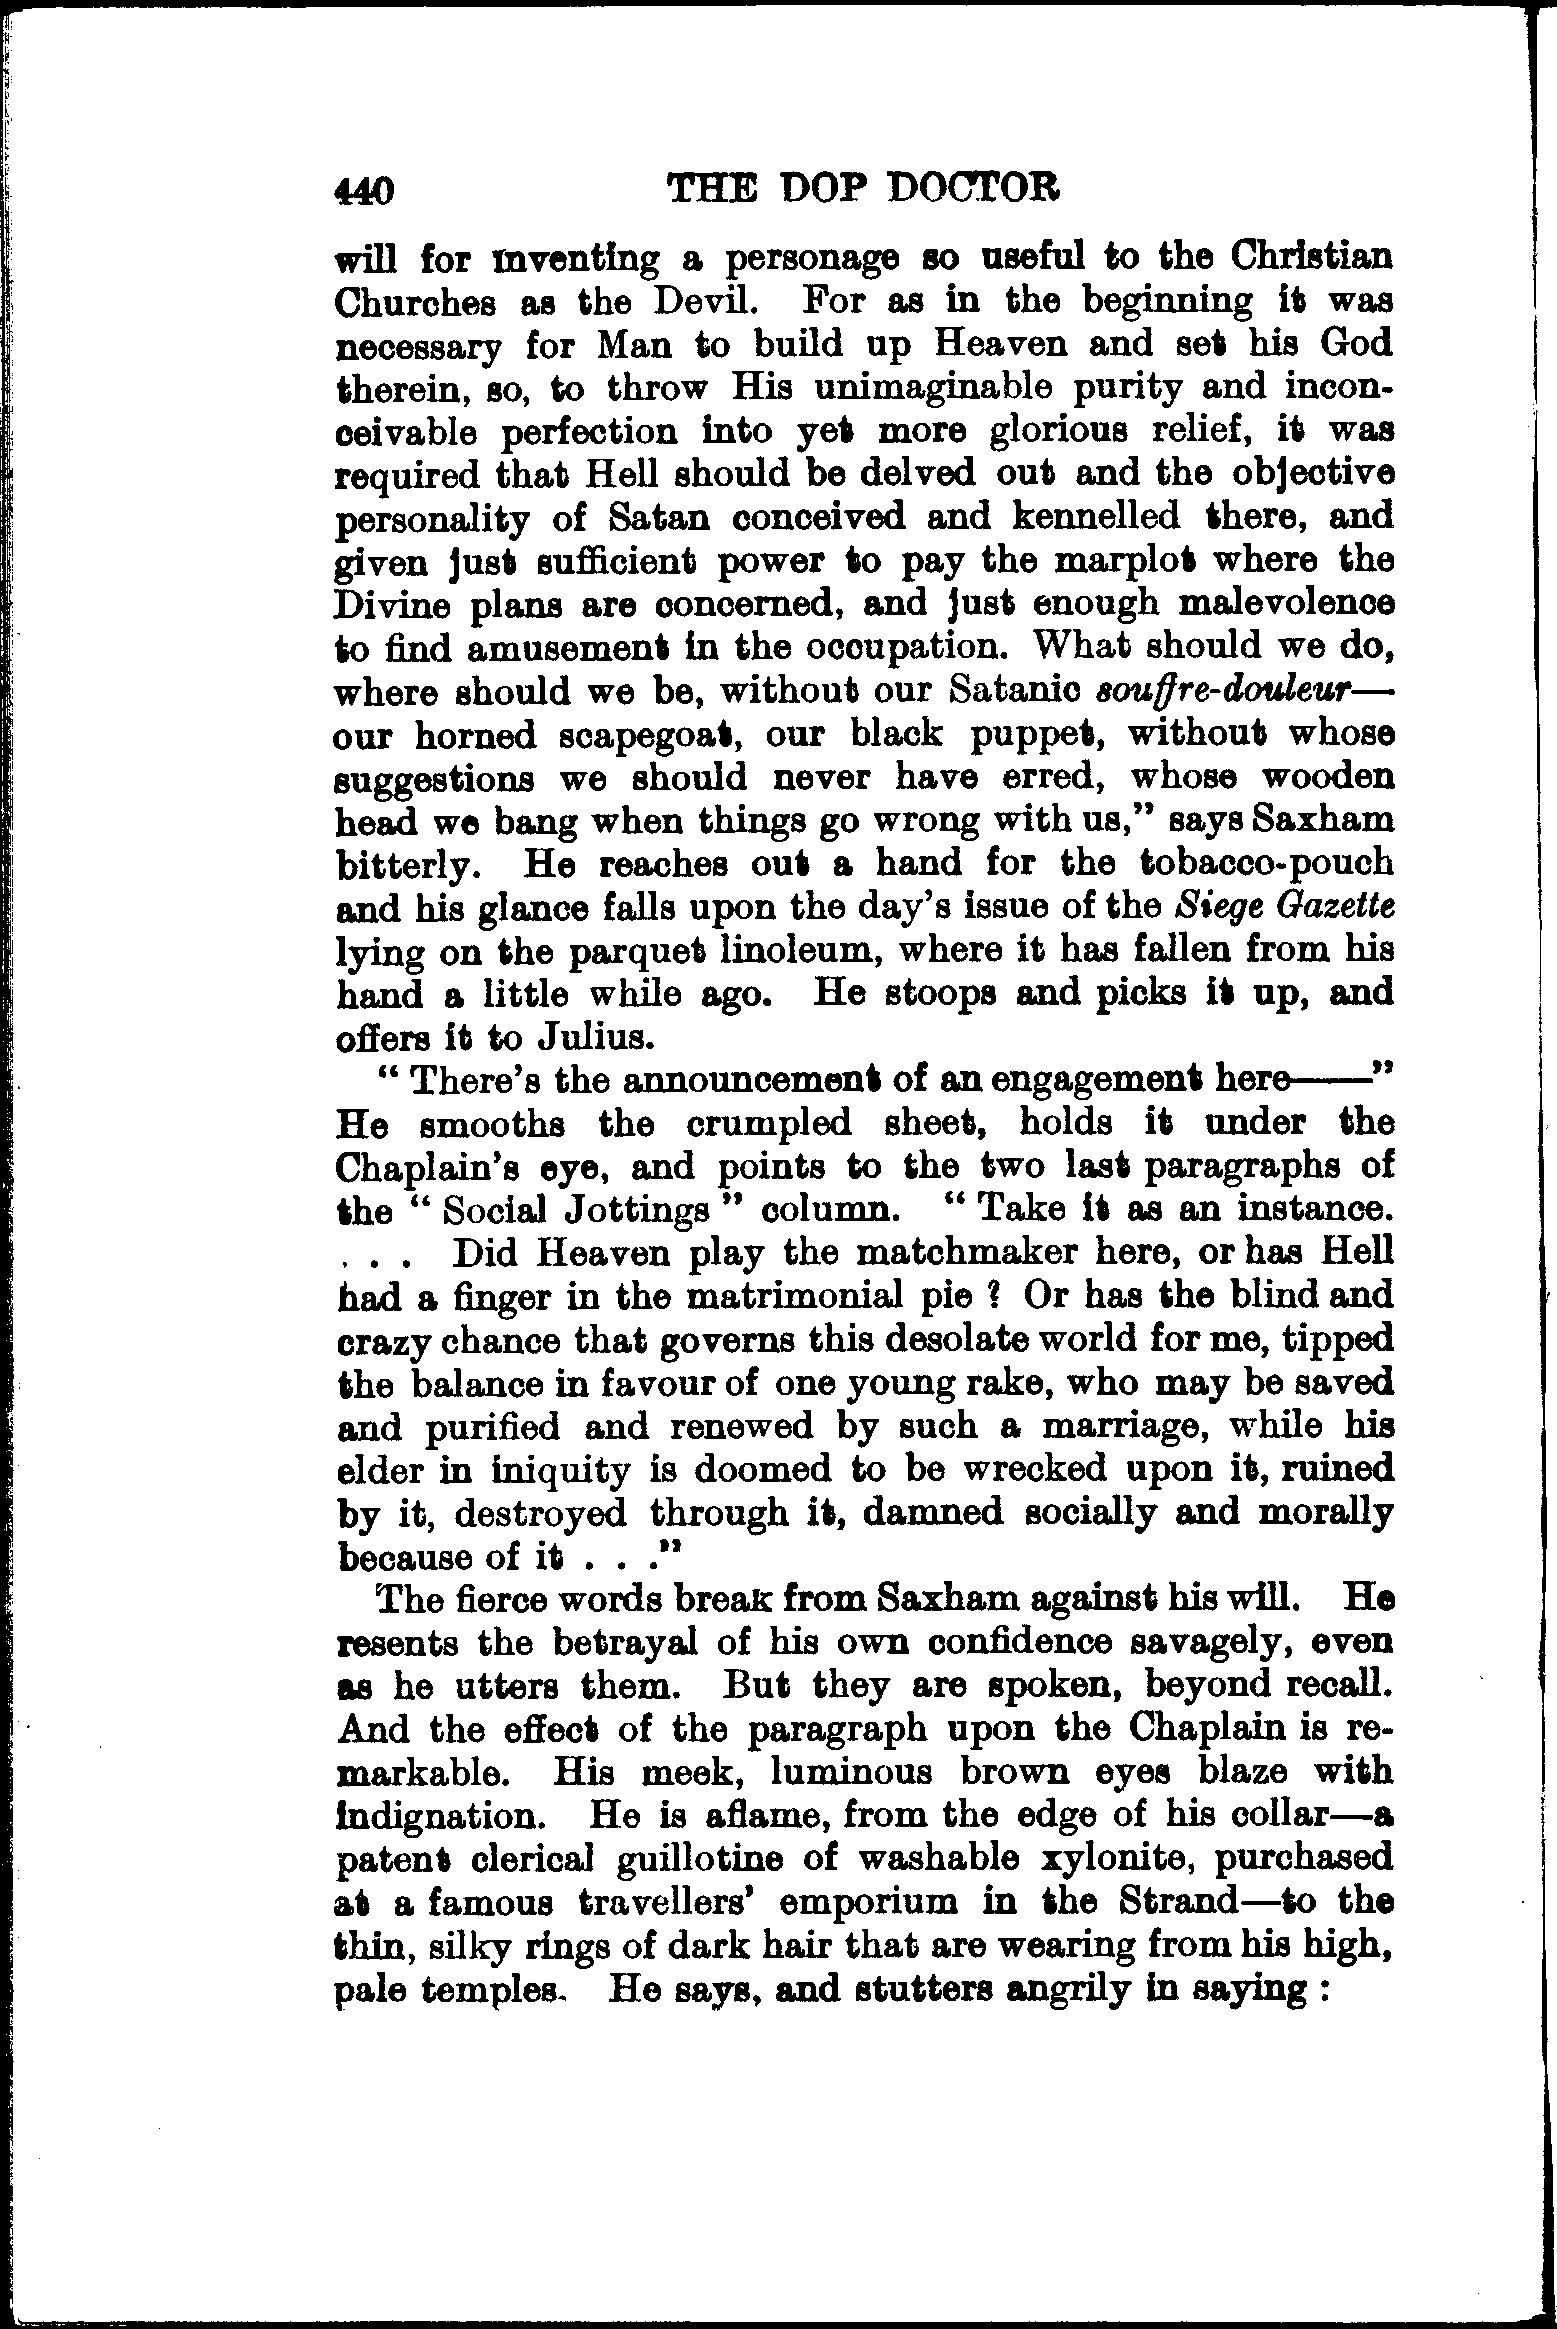 440 THE DOP DOCTOR
will for inventing a personage so useful to the Christian
Churches as the Devil. For as in the beginning it was
necessary for Man to build up Heaven and set his God
therein, so, to throw His unimaginable purity and incon-
ceivable perfection into yet more glorious relief, it was
required that Hell should be delved out and the objective
personality of Satan conceived and kennelled there, and
given just sufficient power to pay the marplot where the
Divine plans are concerned, and just enough malevolence
to find amusement in the occupation. What should we do,
where should we be, without our Satanic souffre-douleur—
our horned scapegoat, our black puppet, without whose
suggestions we should never have erred, whose wooden
head we bang when things go wrong with us,” says Saxham
bitterly. He reaches out a hand for the tobacco-pouch
and his glance falls upon the day’s issue of the Siege Gazette
lying on the parquet linoleum, where it has fallen from his
hand a little while ago. He stoops and picks it up, and
offers it to Julius.
“ There’s the announcement of an engagement here——”
He smooths the crumpled sheet, holds it under the
Chaplain’s eye, and points to the two last paragraphs of
the “ Social Jottings ” column. “ Take it as an instance.
. . . Did Heaven play the matchmaker here, or has Hell
had a finger in the matrimonial pie ? Or has the blind and
crazy chance that governs this desolate world for me, tipped
the balance in favour of one young rake, who may be saved
and purified and renewed by such a marriage, while his
elder in iniquity is doomed to be wrecked upon it, ruined
by it, destroyed through it, damned socially and morally
because of it . . .”
The fierce words break from Saxham against his will. He
resents the betrayal of his own confidence savagely, even
as he utters them. But they are spoken, beyond recall.
And the effect of the paragraph upon the Chaplain is re-
markable. His meek, luminous brown eyes blaze with
indignation. He is aflame, from the edge of his collar—a
patent clerical guillotine of washable xylonite, purchased
at a famous travellers’ emporium in the Strand—to the
thin, silky rings of dark hair that are wearing from his high,
pale temples. He says, and stutters angrily in saying :